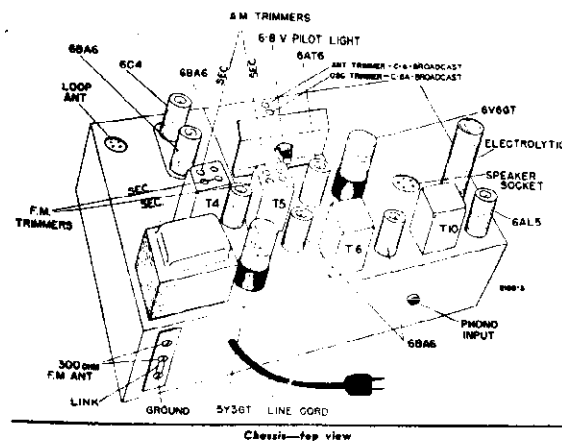 A.M. TRIMMERS
6BA6
6C4
6BA6
SEC.
SEC.
6-8 V PILOT LIGHT
6AT6
ANT TRIMMER-C-6-BROADCAST
OSC TRIMMER-C-6A-BROADCAST
LOOP
ANT
6V6GT
ELECTROLYTIC
SPEAKER
SOCKET
SEC.
SEC.
F.M.
TRIMMERS
T4
T5
T6
T10
6AL5
PHONO
INPUT
6BA6
300 OHM
F.M ANT
LINK
GROUND
5Y3GT
LINE CORD
Chassis—top view